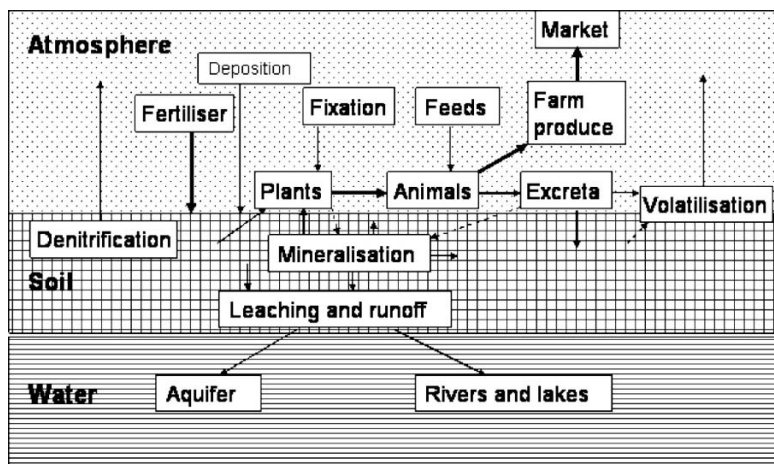 Market
Atmosphere
Deposition
Fertiliser
Fixation
Feeds
Farm
produce
Plants
Animals
Excreta
Volatilisation
Denitrification
Mineralisation
Soil
Leaching and runoff
Water
Aquifer
Rivers and lakes